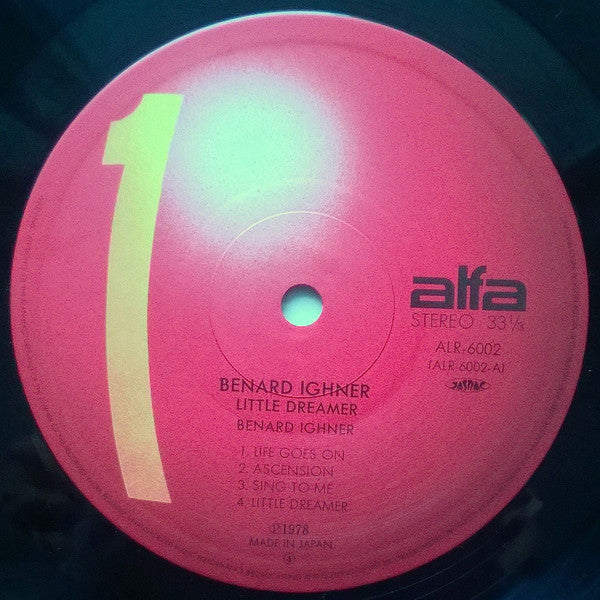 1
alfa
STEREO 33⅓
ALR-6002
(ALR-6002-A)
JASRAC
BENARD IGHNER
LITTLE DREAMER
BENARD IGHNER
1. LIFE GOES ON
2. ASCENSION
3. SING TO ME
4. LITTLE DREAMER
℗1978
MADE IN JAPAN
4